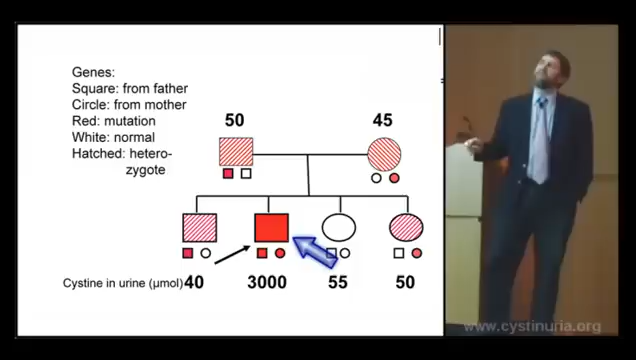 Genes:
Square: from father
Circle: from mother
Red: mutation
White: normal
Hatched: hetero-
zygote
50 45
Cystine in urine (µmol) 40 3000 55 50
www.cystinuria.org